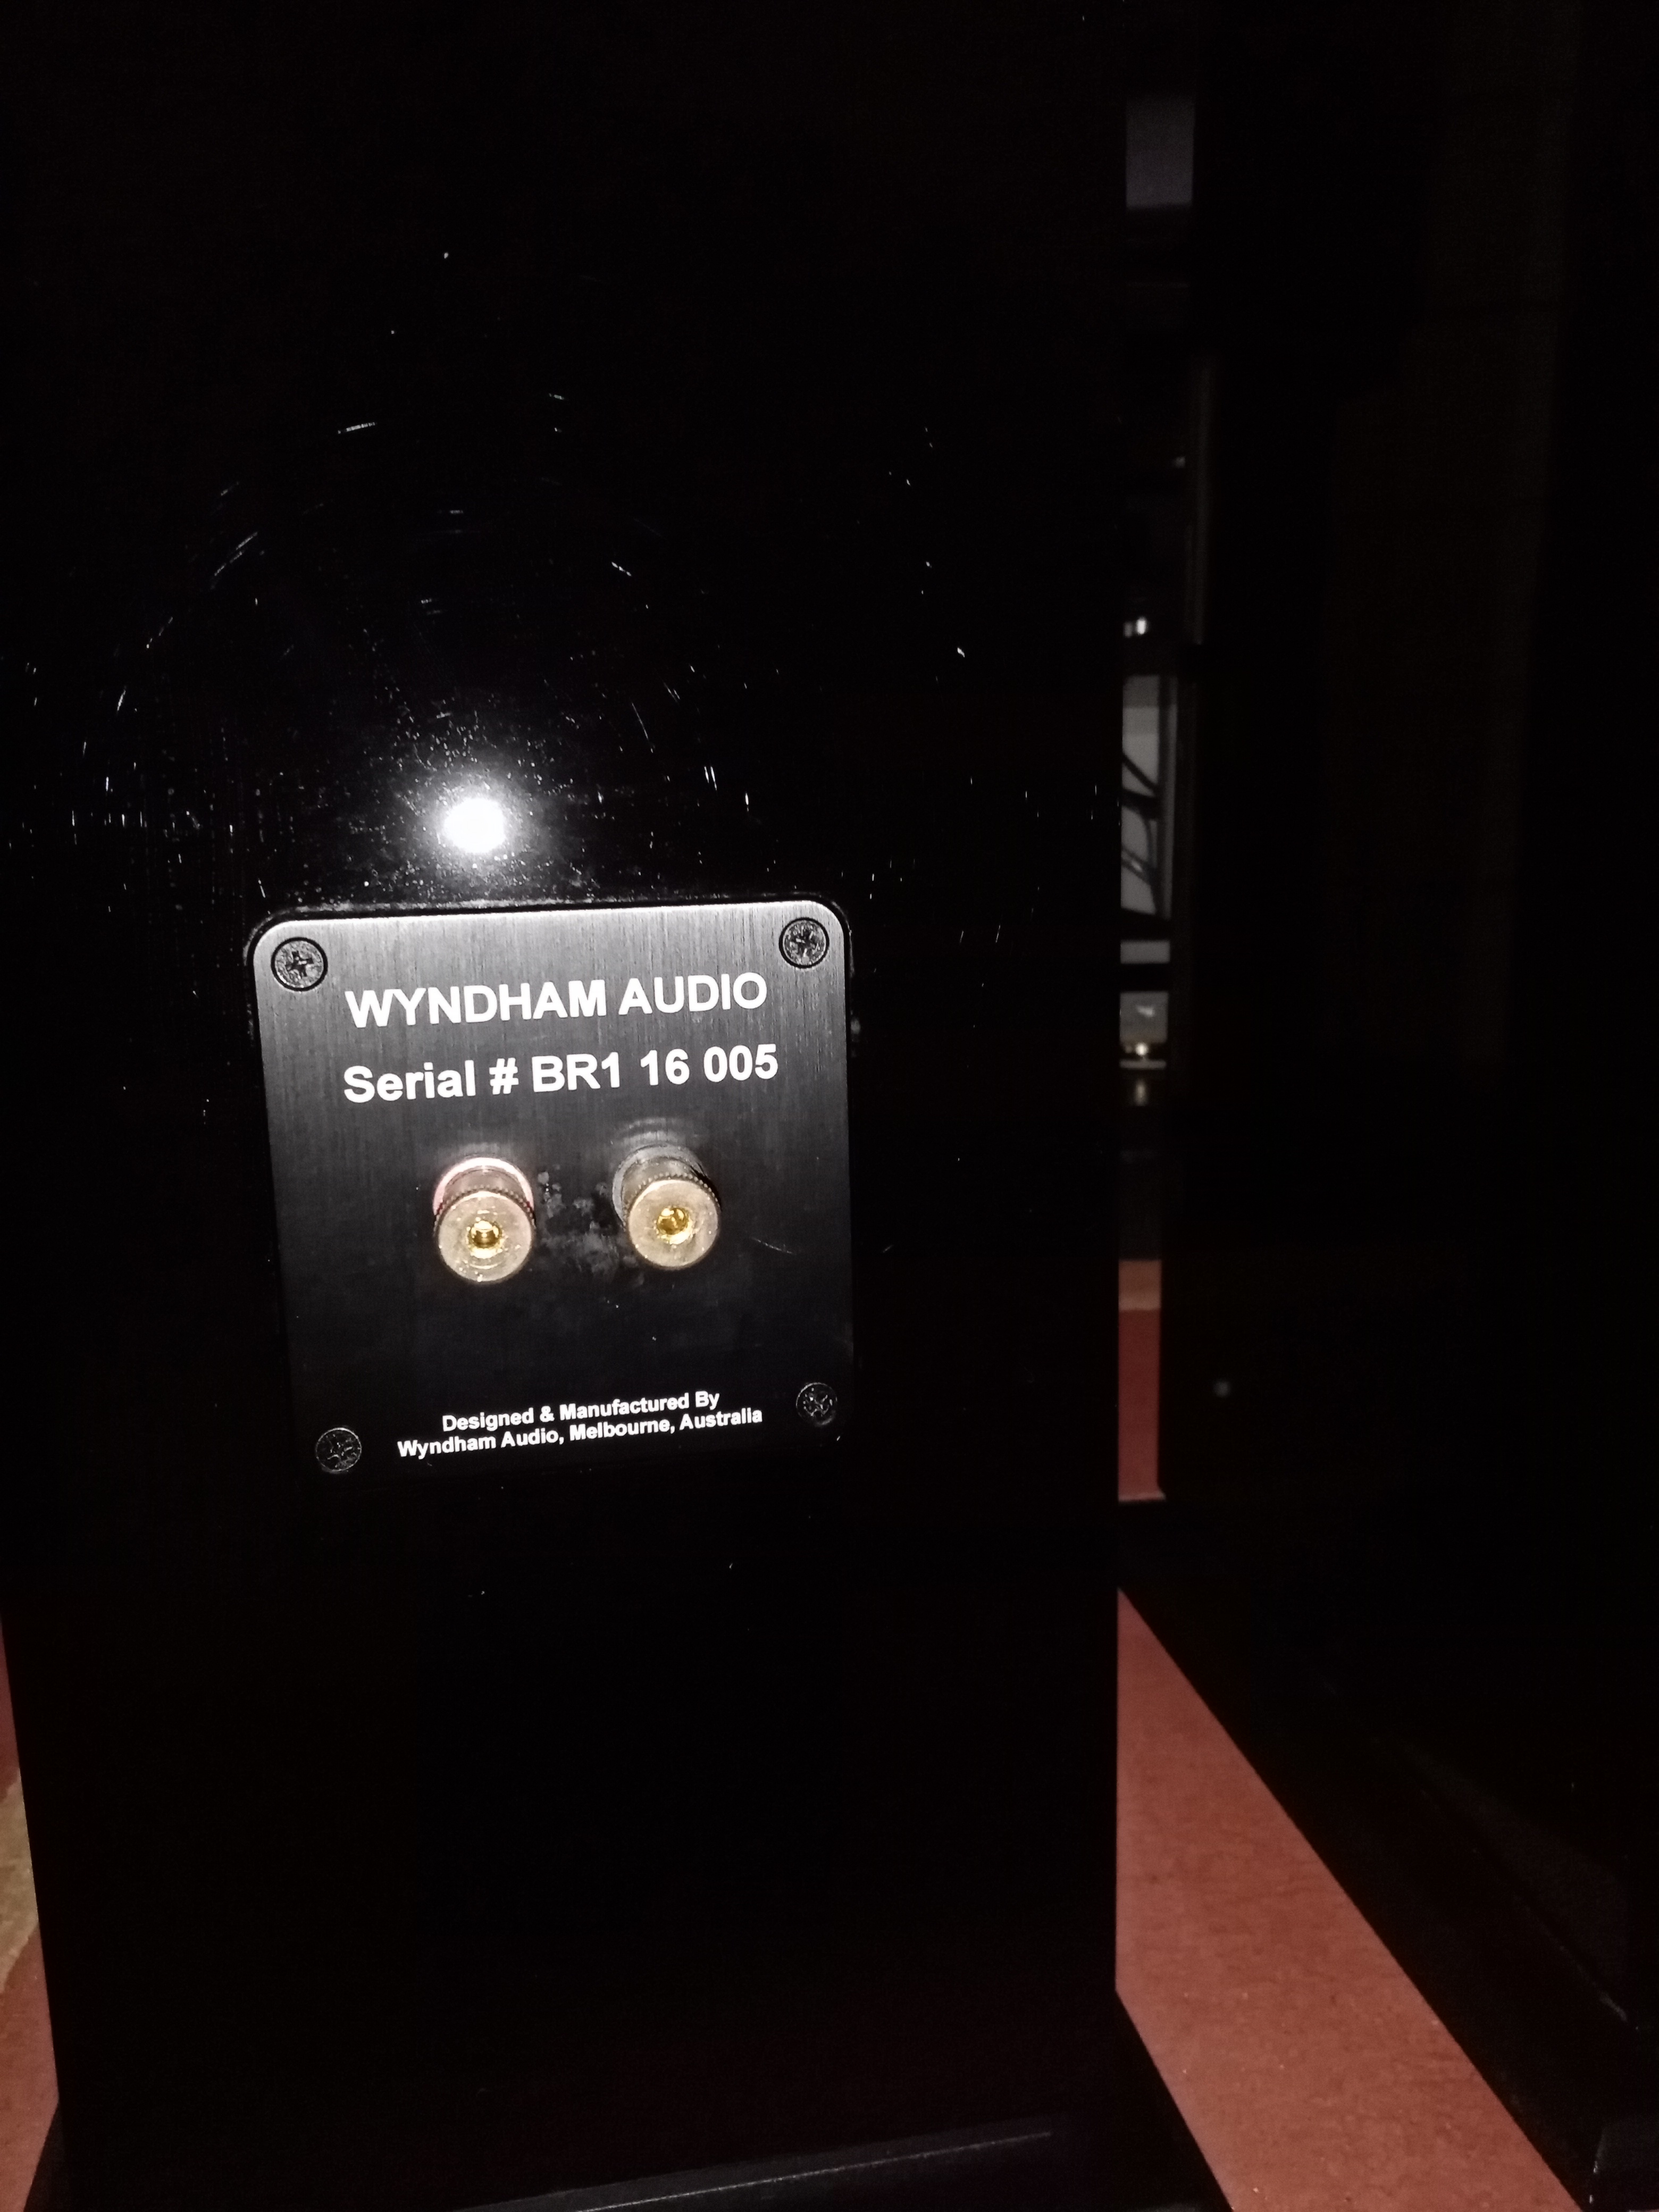 WYNDHAM AUDIO
Serial # BR1 16 005
Designed & Manufactured By
Wyndham Audio, Melbourne, Australia